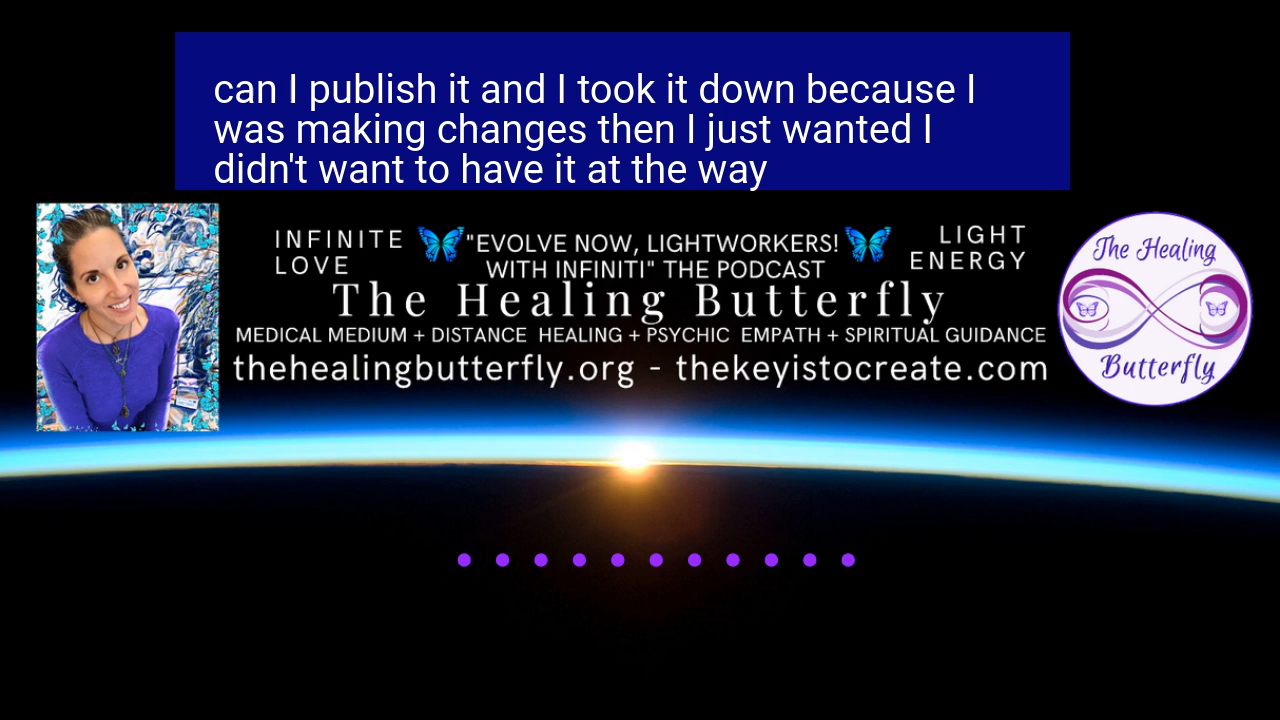 can I publish it and I took it down because I
was making changes then I just wanted I
didn't want to have it at the way
INFINITE
LOVE
"EVOLVE NOW, LIGHTWORKERS!
WITH INFINITI" THE PODCAST
LIGHT
ENERGY
The Healing Butterfly
MEDICAL MEDIUM + DISTANCE HEALING + PSYCHIC EMPATH + SPIRITUAL GUIDANCE
thehealingbutterfly.org - thekeyistocreate.com
The Healing
Butterfly